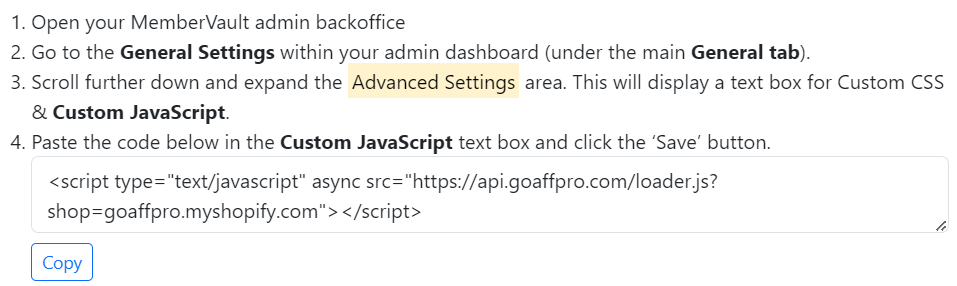 1. Open your MemberVault admin backoffice
2. Go to the General Settings within your admin dashboard (under the main General tab).
3. Scroll further down and expand the Advanced Settings area. This will display a text box for Custom CSS
& Custom JavaScript.
4. Paste the code below in the Custom JavaScript text box and click the ‘Save’ button.
<script type="text/javascript" async src="https://api.goaffpro.com/loader.js?
shop=goaffpro.myshopify.com"></script>
Copy